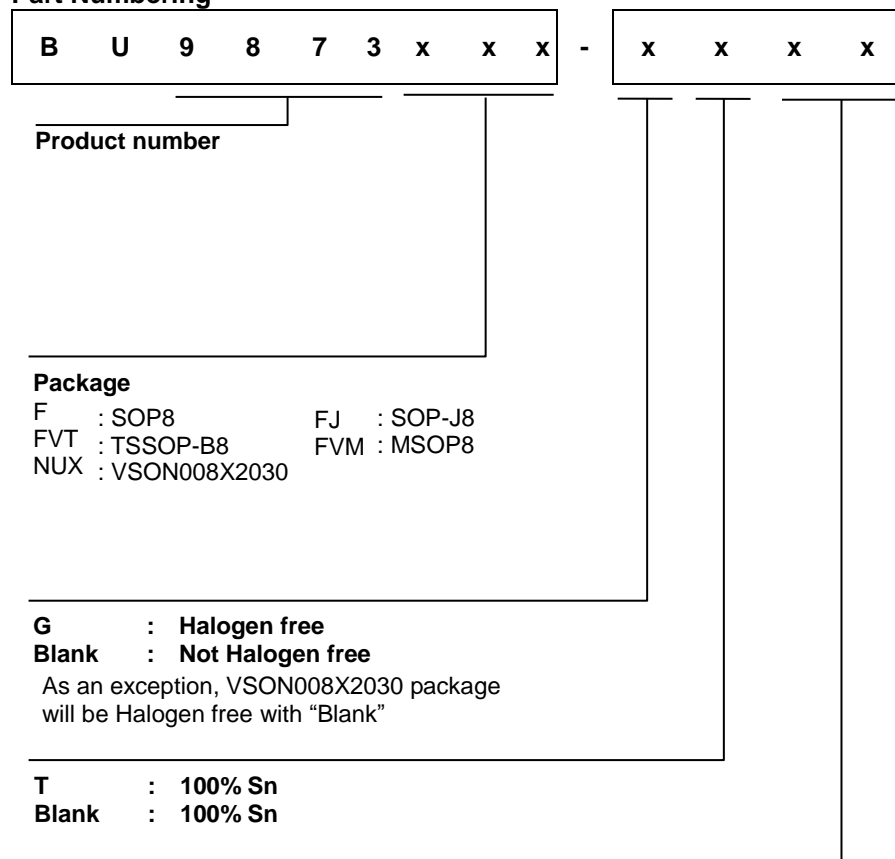 Part Numbering
B U 9 8 7 3 x x x - x x x x
Product number
Package
F : SOP8 FJ : SOP-J8
FVT : TSSOP-B8 FVM : MSOP8
NUX : VSON008X2030
G : Halogen free
Blank : Not Halogen free
As an exception, VSON008X2030 package
will be Halogen free with “Blank”
T : 100% Sn
Blank : 100% Sn